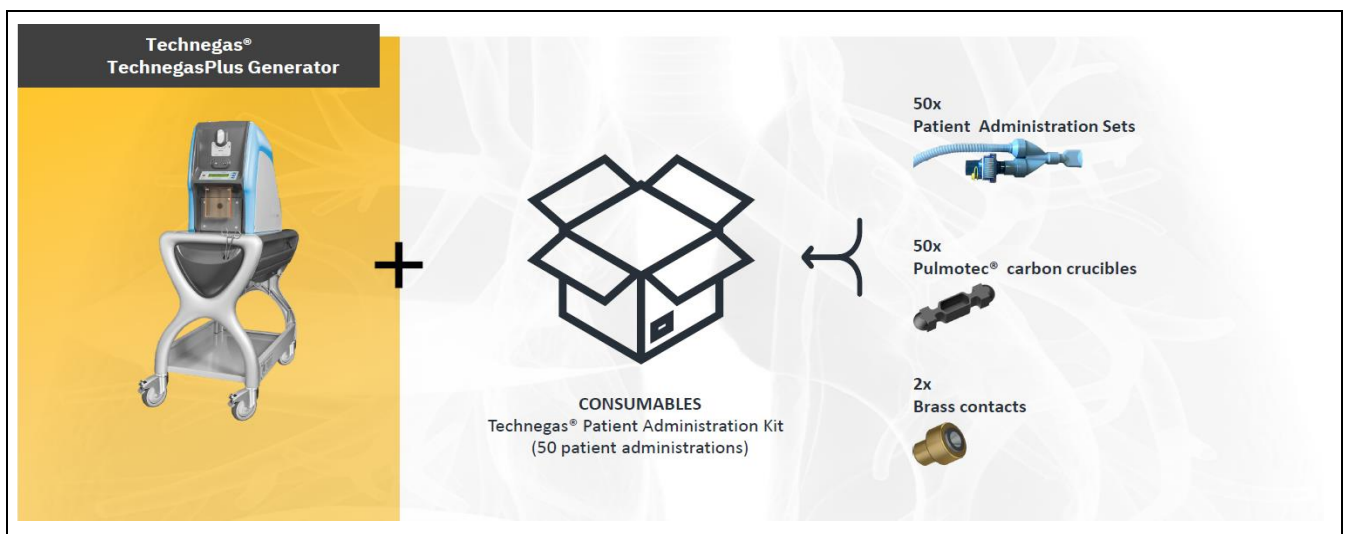 Technegas®
TechnegasPlus Generator
CONSUMABLES
Technegas® Patient Administration Kit
(50 patient administrations)
50x
Patient Administration Sets
50x
Pulmotec® carbon crucibles
2x
Brass contacts